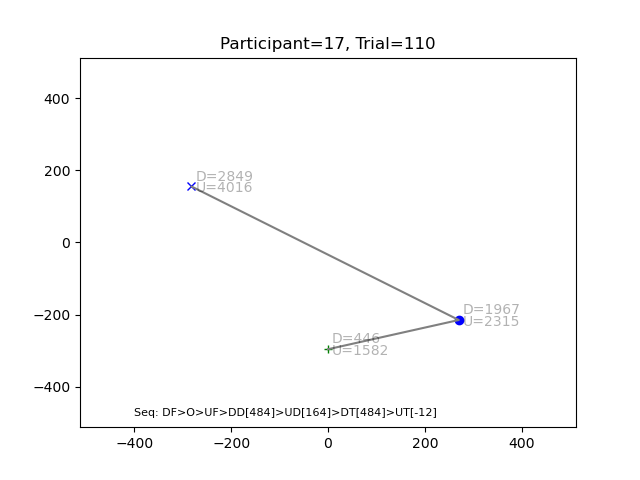 Participant=17, Trial=110
400
200
0
−200
−400
D=2849
U=4016
D=1967
U=2315
D=446
U=1582
Seq: DF>O>UF>DD[484]>UD[164]>DT[484]>UT[-12]
−400
−200
0
200
400